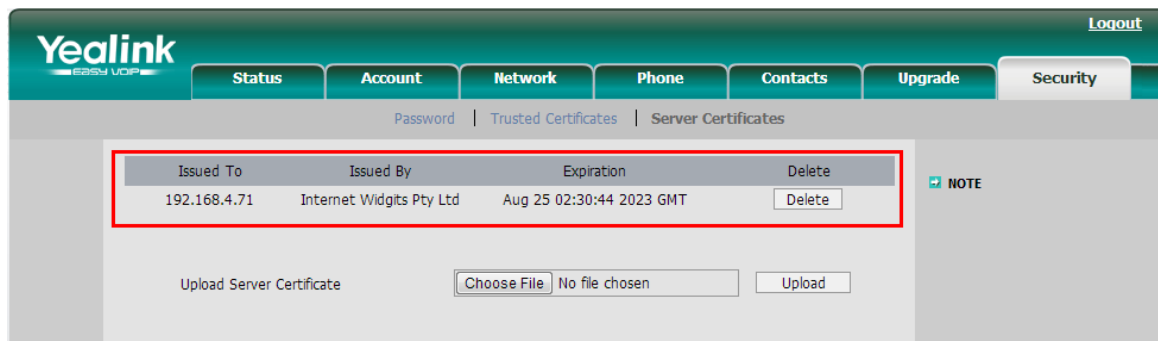 Logout
Yealink
EASY VOIP
Status Account Network Phone Contacts Upgrade Security
Password | Trusted Certificates | Server Certificates
Issued To Issued By Expiration Delete
192.168.4.71 Internet Widgits Pty Ltd Aug 25 02:30:44 2023 GMT Delete
NOTE
Upload Server Certificate Choose File No file chosen Upload